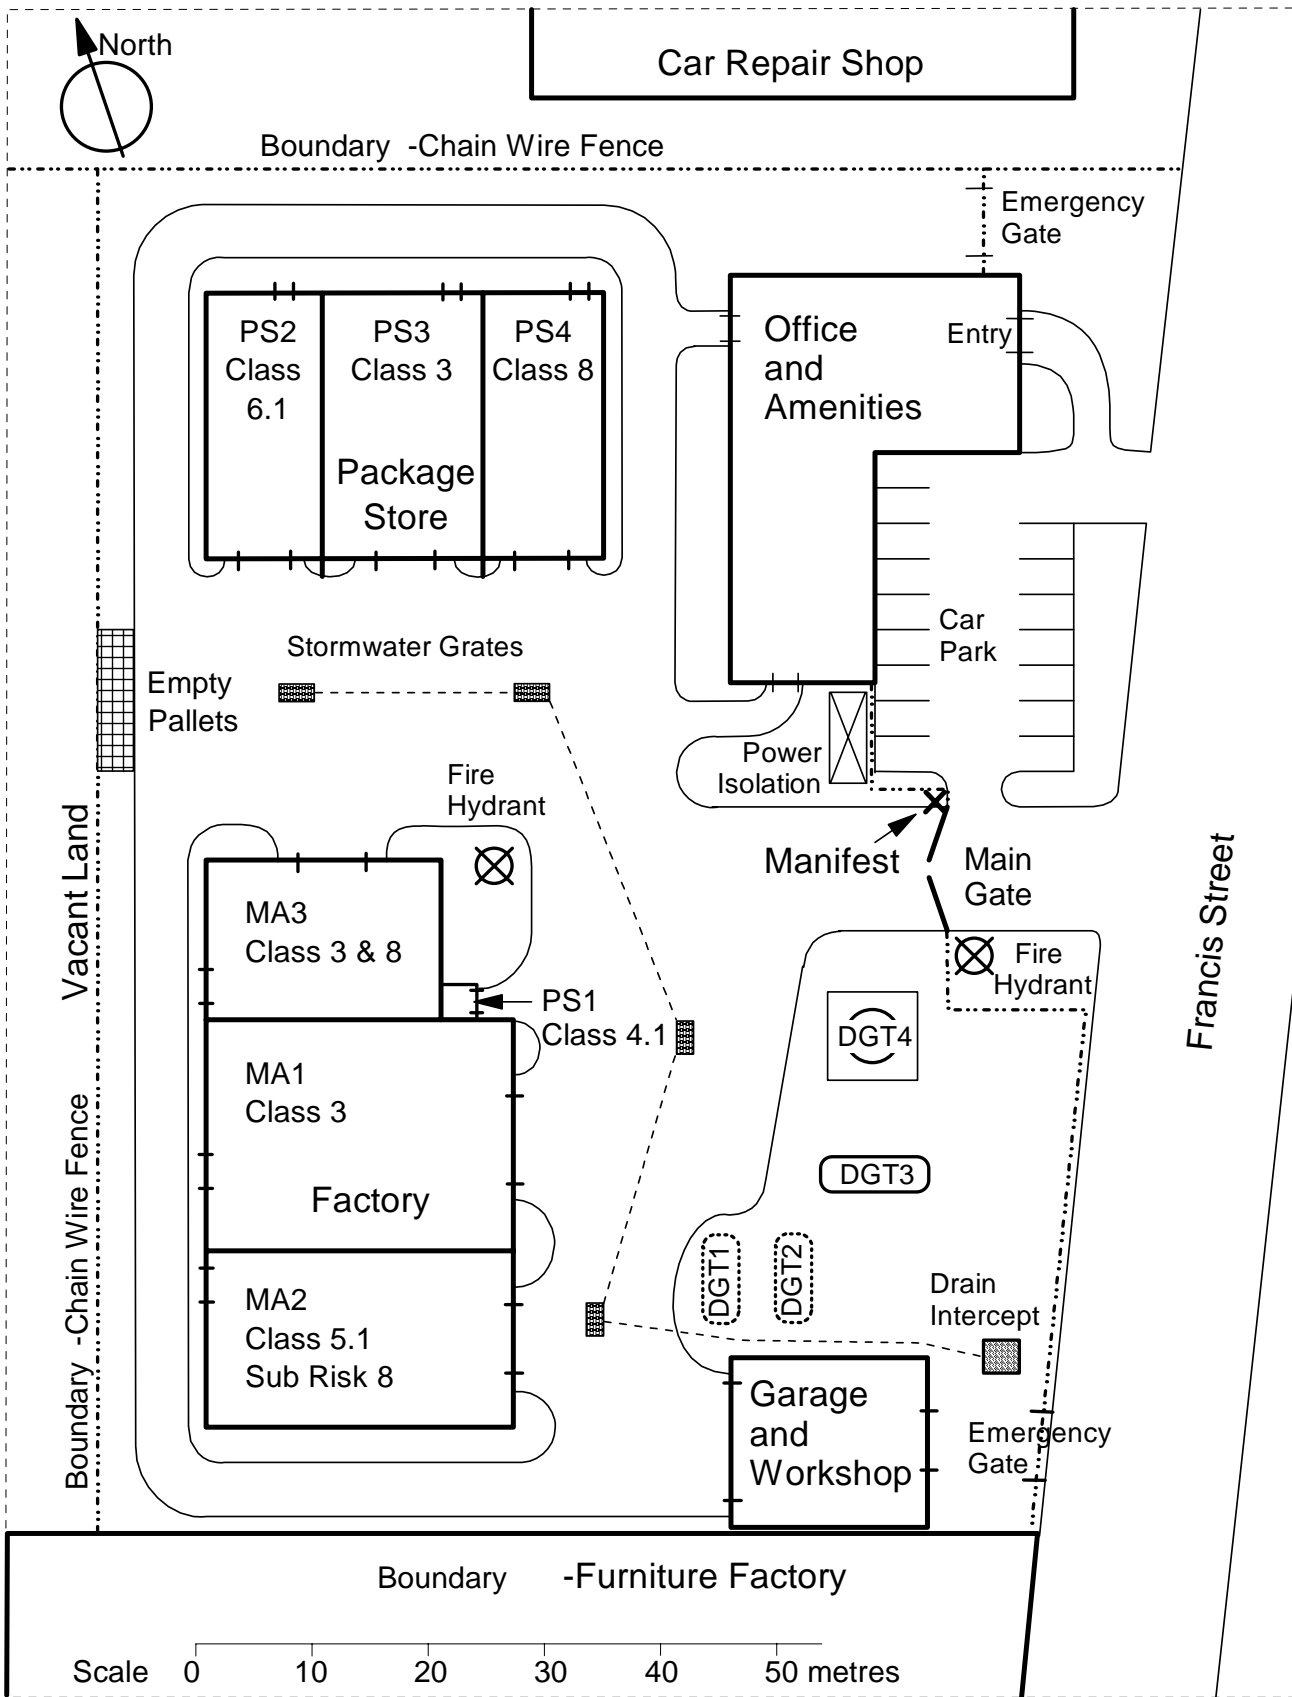 North
Car Repair Shop
Boundary -Chain Wire Fence
Emergency
Gate
PS2
Class
6.1
PS3
Class 3
PS4
Class 8
Package
Store
Office
and
Amenities
Entry
Car
Park
Stormwater Grates
Empty
Pallets
Power
Isolation
Fire
Hydrant
Manifest
Main
Gate
Vacant Land
Francis Street
MA3
Class 3 & 8
Fire
Hydrant
PS1
Class 4.1
DGT4
MA1
Class 3
Factory
DGT3
DGT1
DGT2
Boundary -Chain Wire Fence
MA2
Class 5.1
Sub Risk 8
Drain
Intercept
Garage
and
Workshop
Emergency
Gate
Boundary -Furniture Factory
Scale 0 10 20 30 40 50 metres